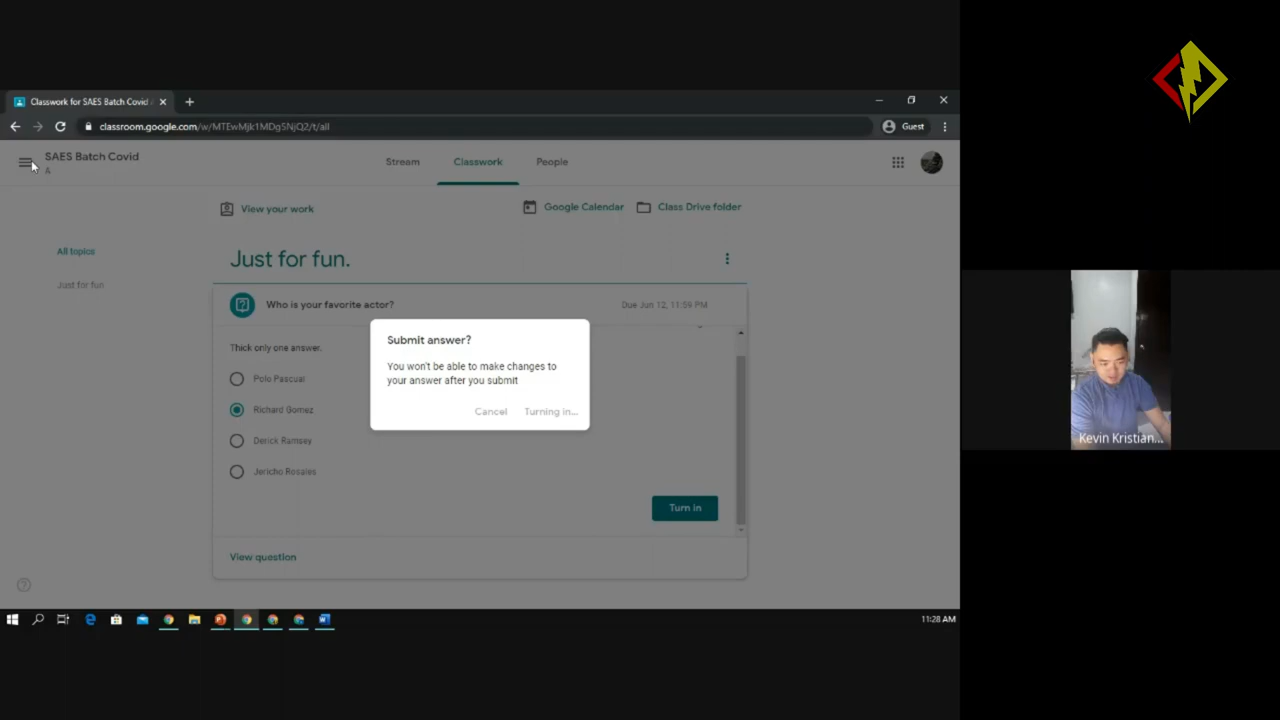 Classwork for SAES Batch Covid
classroom.google.com/w/MTEwMjk1MDg5NjQ2/t/all
Guest
SAES Batch Covid
&
Stream
Classwork
People
View your work
Google Calendar
Class Drive folder
All topics
Just for fun
Just for fun.
Who is your favorite actor?
Due Jun 12, 11:59 PM
Thick only one answer.
Polo Pascual
Richard Gomez
Derick Ramsey
Jericho Rosales
Submit answer?
You won't be able to make changes to
your answer after you submit
Cancel
Turning in...
Turn in
View question
11:28 AM
Kevin Kristian...